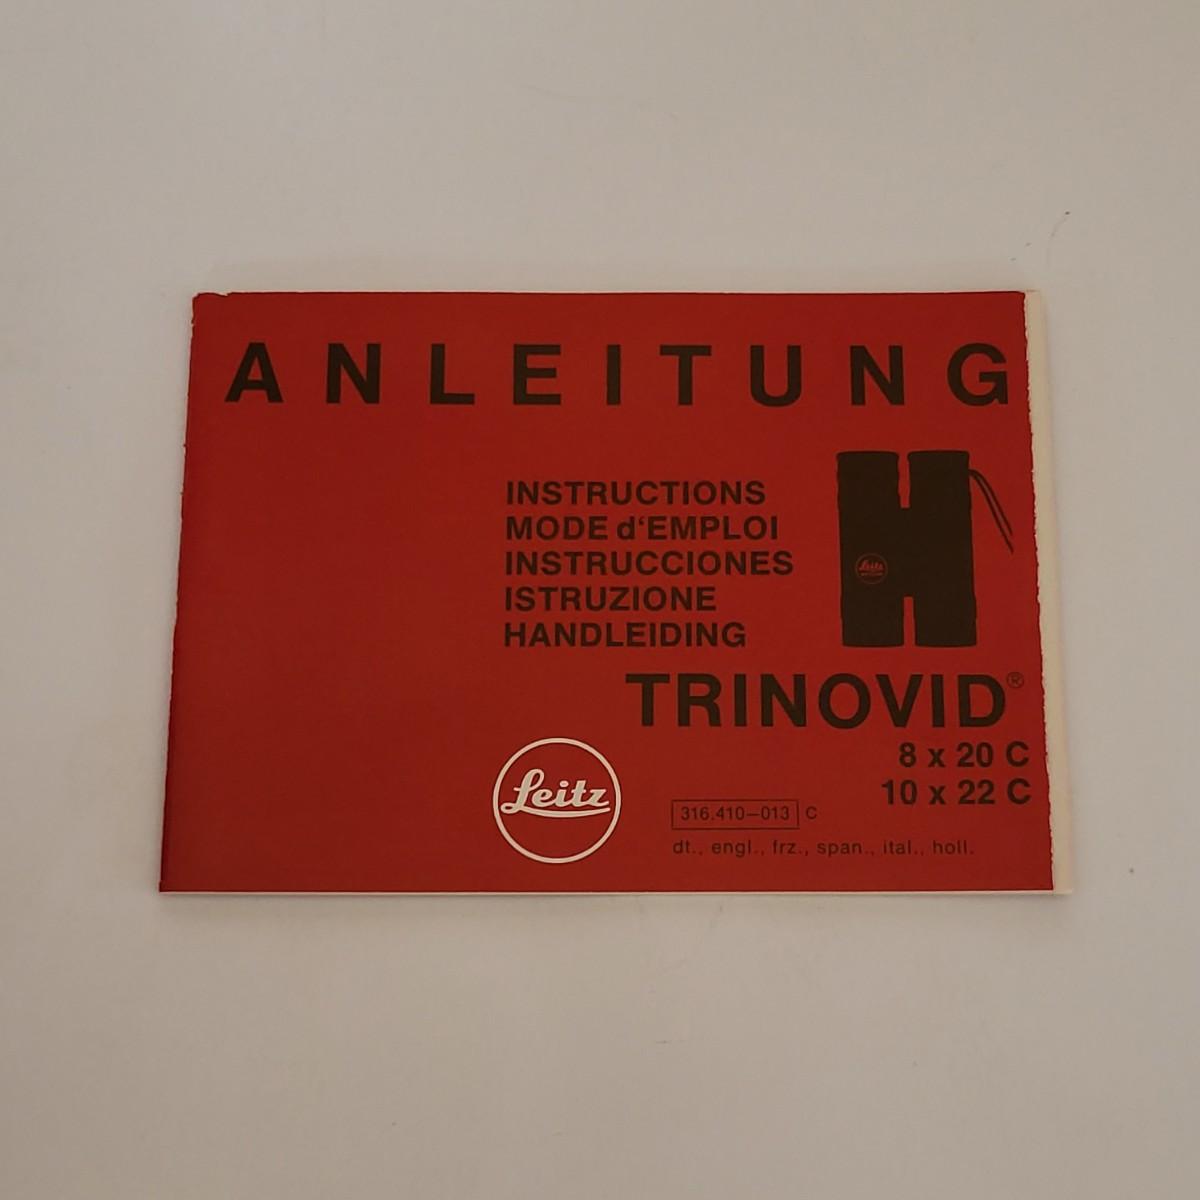 ANLEITUNG
INSTRUCTIONS
MODE d‘EMPLOI
INSTRUCCIONES
ISTRUZIONE
HANDLEIDING
Leitz
TRINOVID®
8 x 20 C
10 x 22 C
Leitz
316.410–013 C
dt., engl., frz., span., ital., holl.